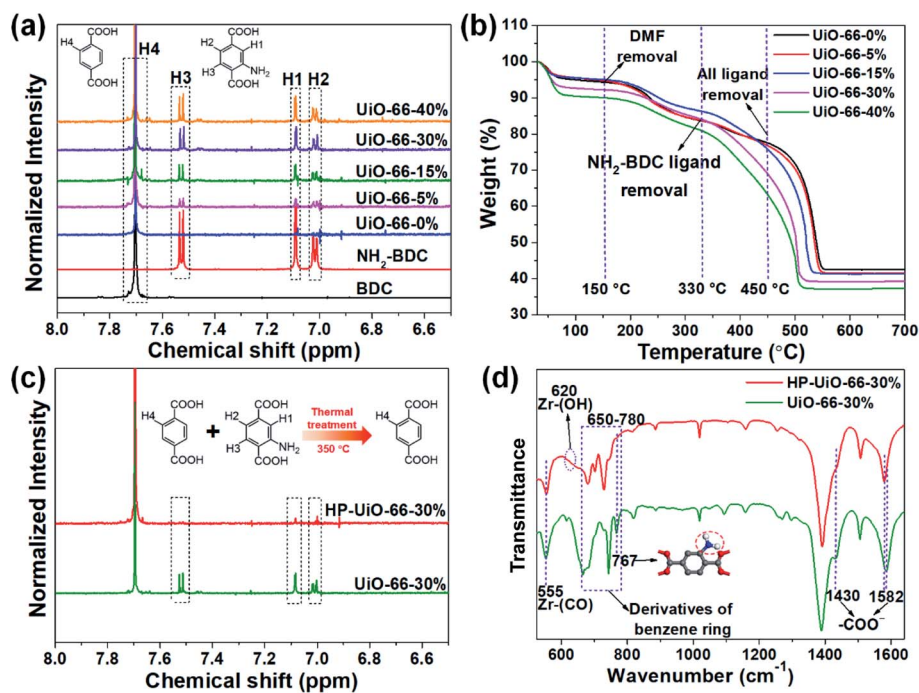 (a)
COOH
H4
COOH
H4
COOH
H2
H1
H3
NH₂
COOH
H3
H1
H2
UiO-66-40%
UiO-66-30%
UiO-66-15%
UiO-66-5%
UiO-66-0%
NH₂-BDC
BDC
Normalized Intensity
8.0 7.8 7.6 7.4 7.2 7.0 6.8 6.6
Chemical shift (ppm)
(b)
DMF
removal
All ligand
removal
UiO-66-0%
UiO-66-5%
UiO-66-15%
UiO-66-30%
UiO-66-40%
NH₂-BDC ligand
removal
150 °C
330 °C
450 °C
Weight (%)
110
100
90
80
70
60
50
40
30
100 200 300 400 500 600 700
Temperature (°C)
(c)
COOH
H4
COOH
+
COOH
H2
H1
H3
NH₂
COOH
Thermal
treatment
350 °C
COOH
H4
COOH
HP-UiO-66-30%
UiO-66-30%
Normalized Intensity
8.0 7.8 7.6 7.4 7.2 7.0 6.8 6.6
Chemical shift (ppm)
(d)
HP-UiO-66-30%
UiO-66-30%
620
Zr-(OH)
650-780
767
555
Zr-(CO)
Derivatives of
benzene ring
1430
1582
-COO⁻
Transmittance
600 800 1000 1200 1400 1600
Wavenumber (cm⁻¹)